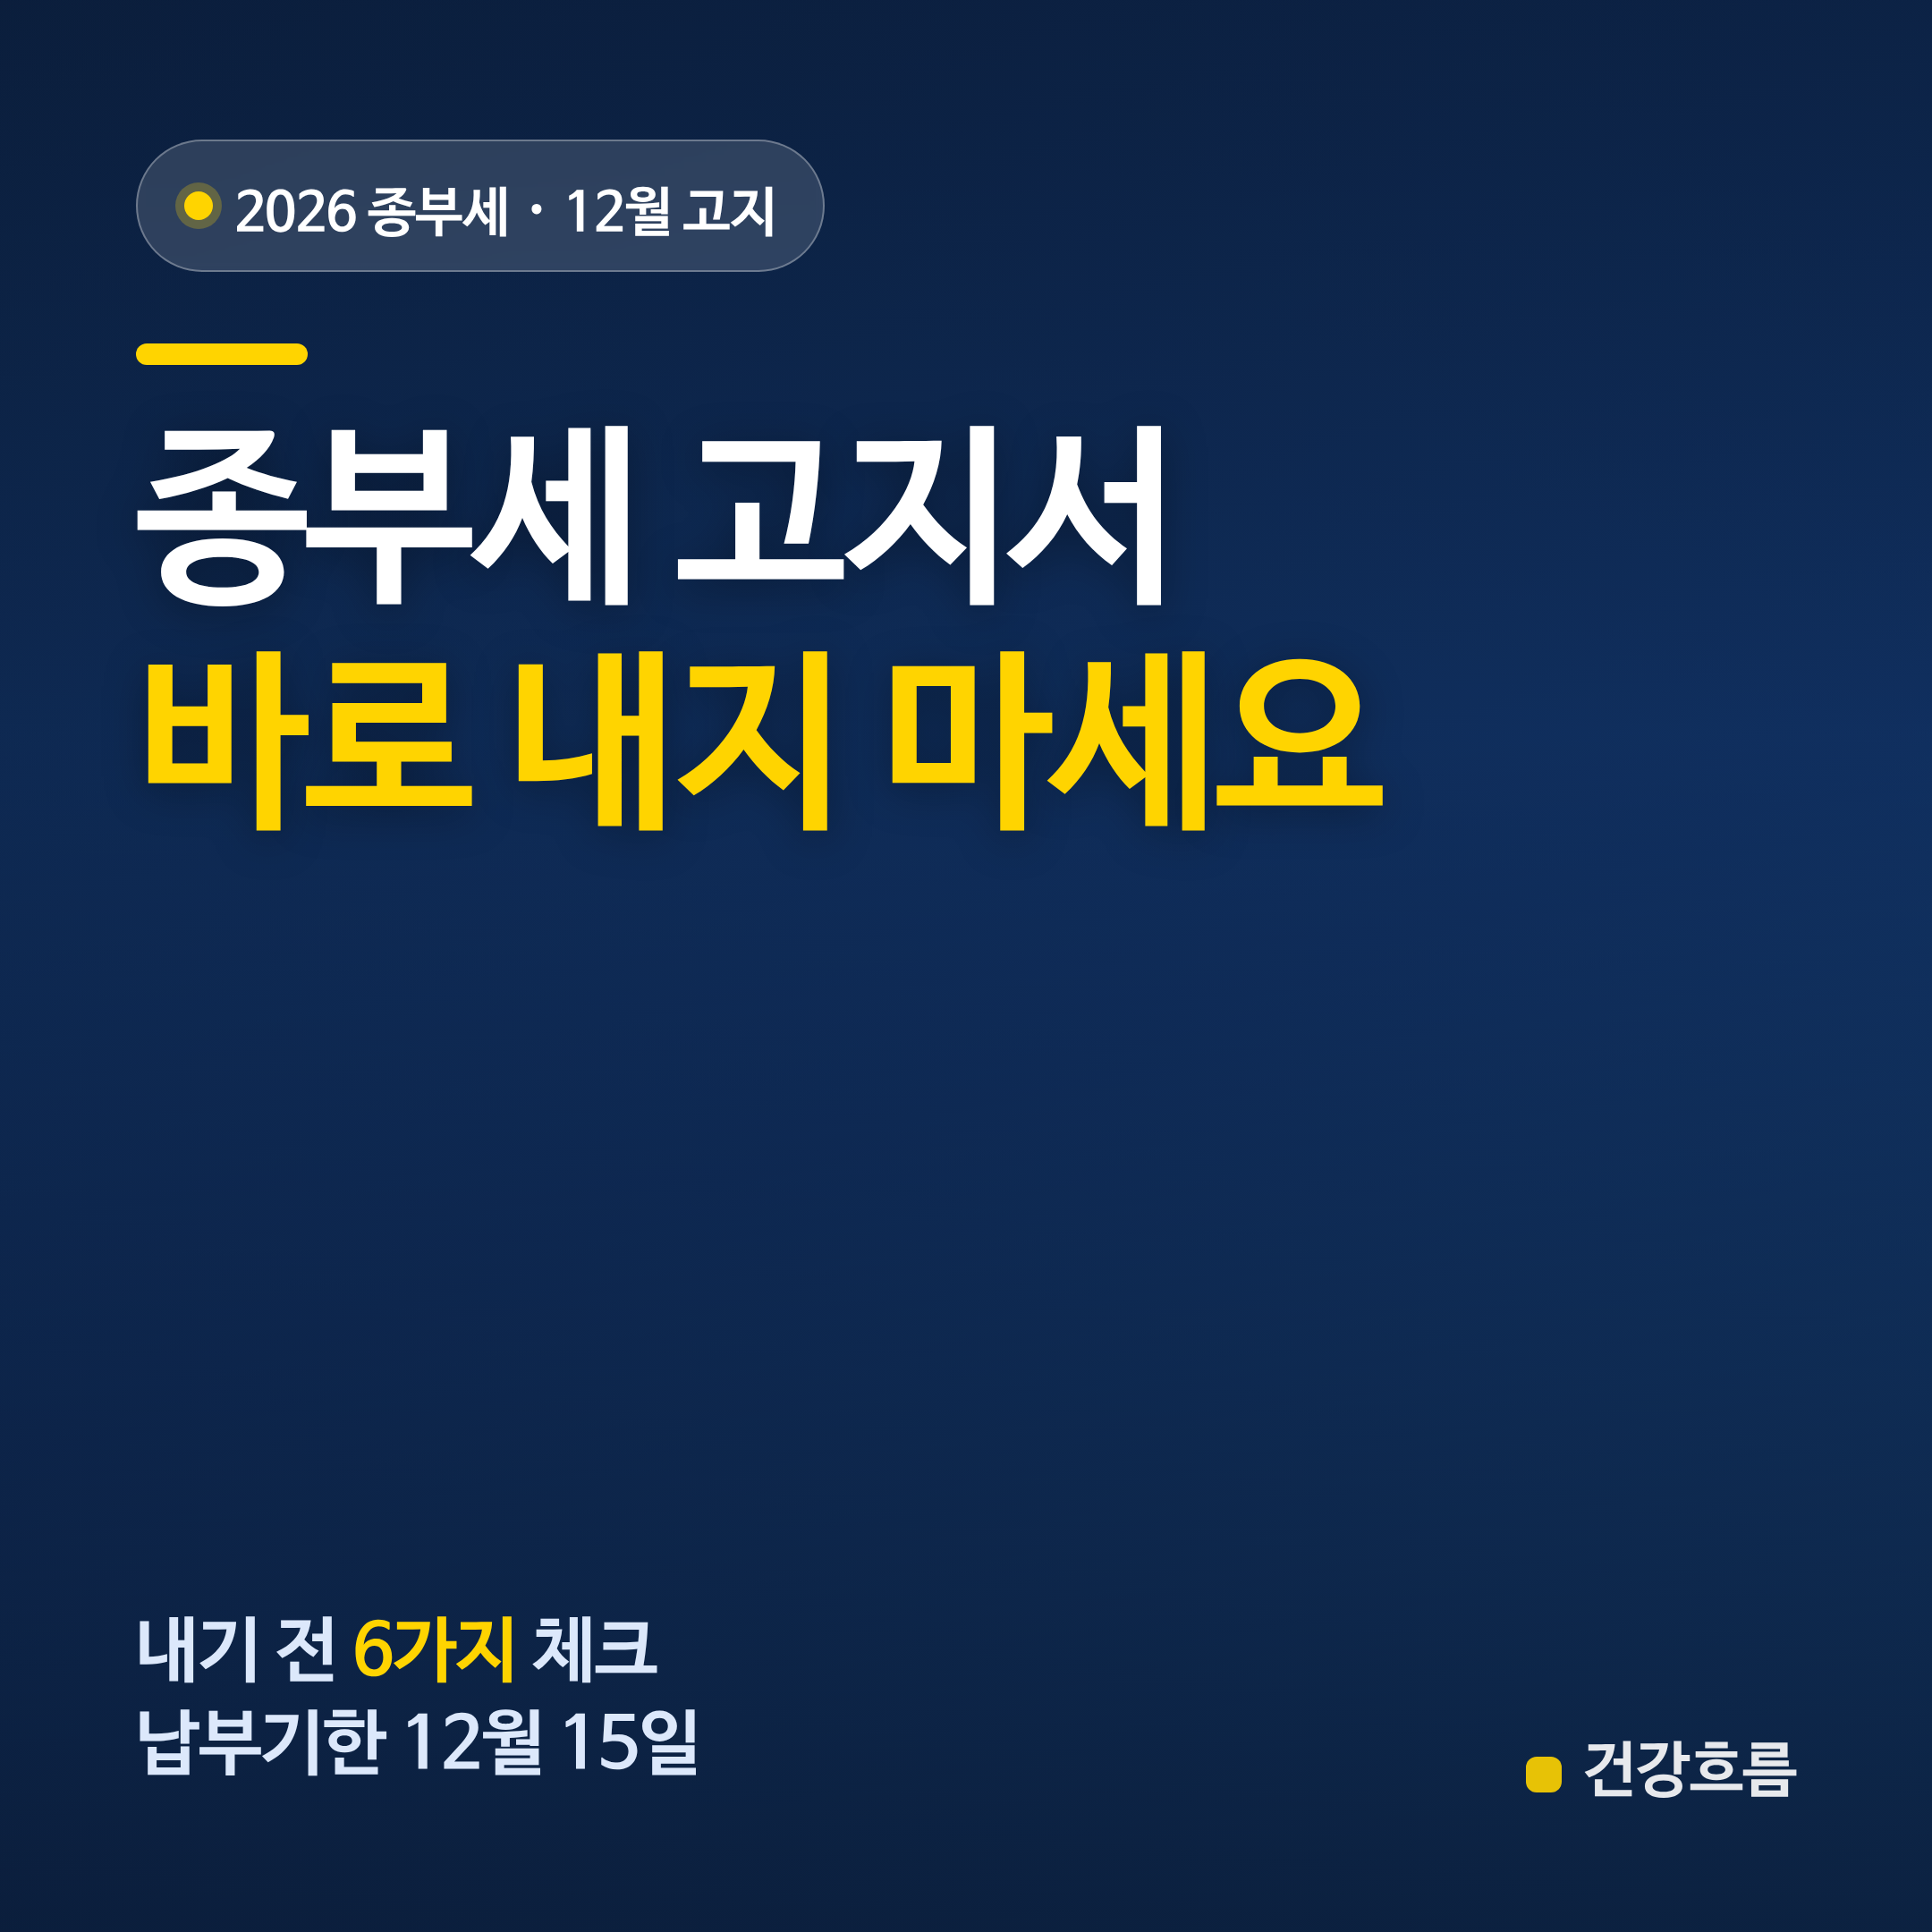 2026 종부세 · 12월 고지
종부세 고지서
바로 내지 마세요
내기 전 6가지 체크
납부기한 12월 15일
건강흐름